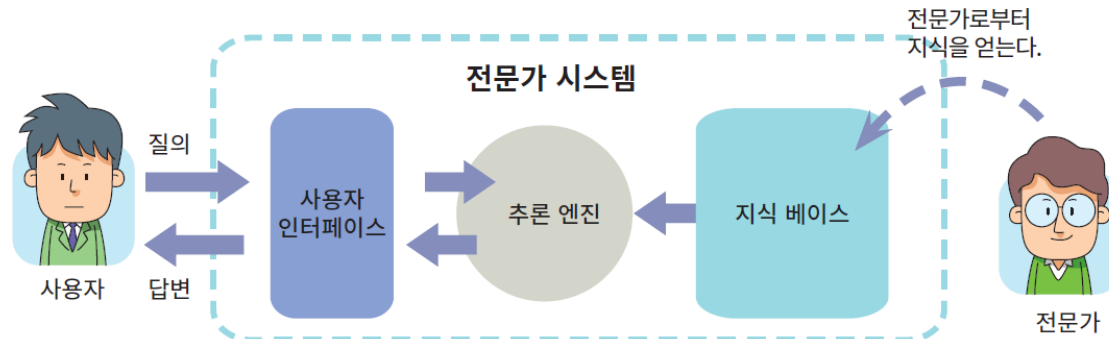 전문가로부터
지식을 얻는다.
전문가 시스템
질의
사용자
인터페이스
추론 엔진
지식 베이스
사용자
답변
전문가